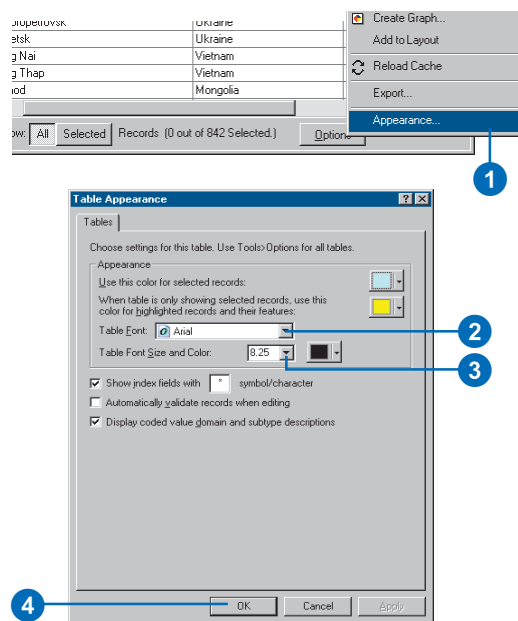 Ukraine
Create Graph...
etsk Ukraine
Add to Layout
g Nai Vietnam
g Thap Vietnam
Reload Cache
nod Mongolia
Export...
Appearance...
ow: All Selected Records (0 out of 842 Selected.) Options
1
Table Appearance
Tables
Choose settings for this table. Use Tools>Options for all tables.
Appearance
Use this color for selected records:
When table is only showing selected records, use this
color for highlighted records and their features:
Table Font: Arial
2
Table Font Size and Color: 8.25
3
Show index fields with * symbol/character
Automatically validate records when editing
Display coded value domain and subtype descriptions
4
OK Cancel Apply